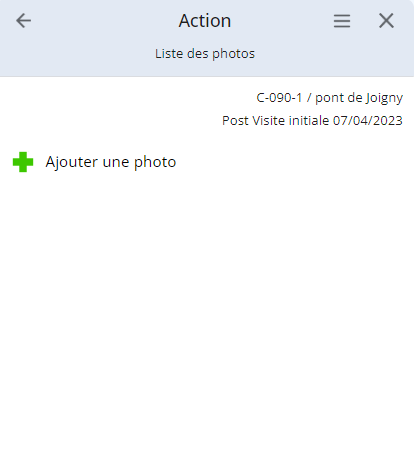 Action
Liste des photos
C-090-1 / pont de Joigny
Post Visite initiale 07/04/2023
Ajouter une photo